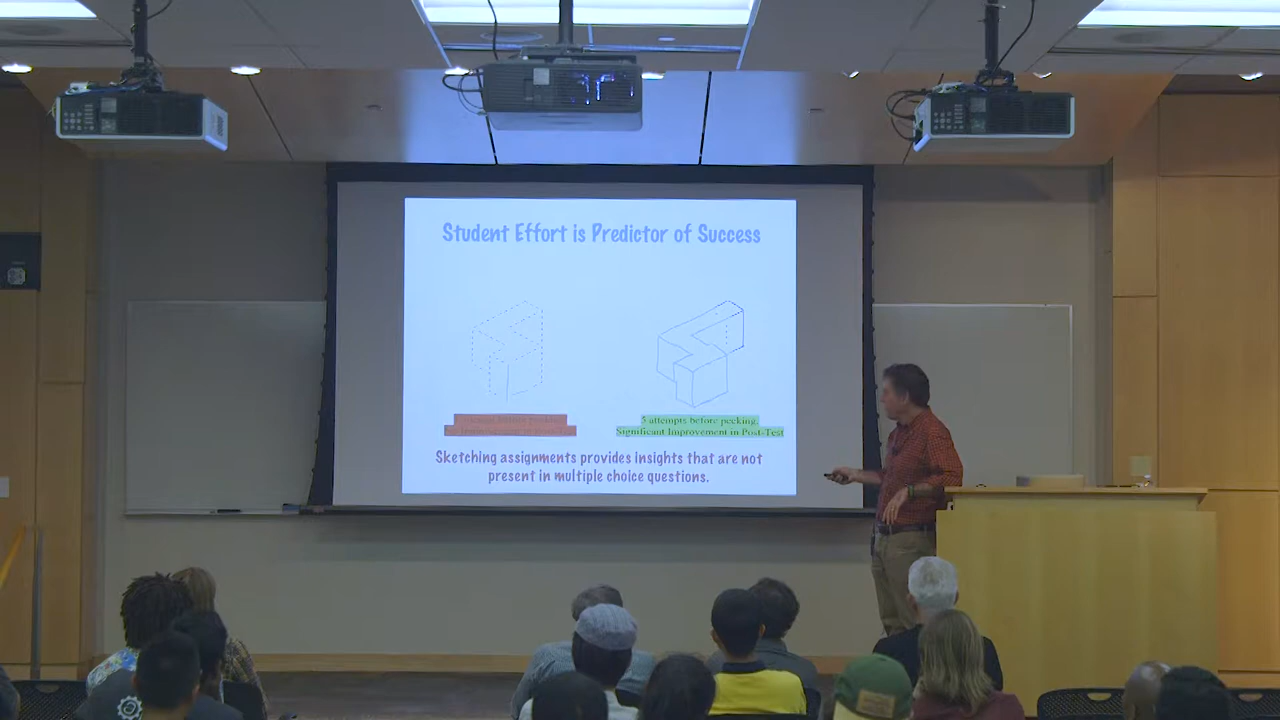 Student Effort is Predictor of Success
5 attempts before peeking,
Significant Improvement in Post-Test
Sketching assignments provides insights that are not
present in multiple choice questions.